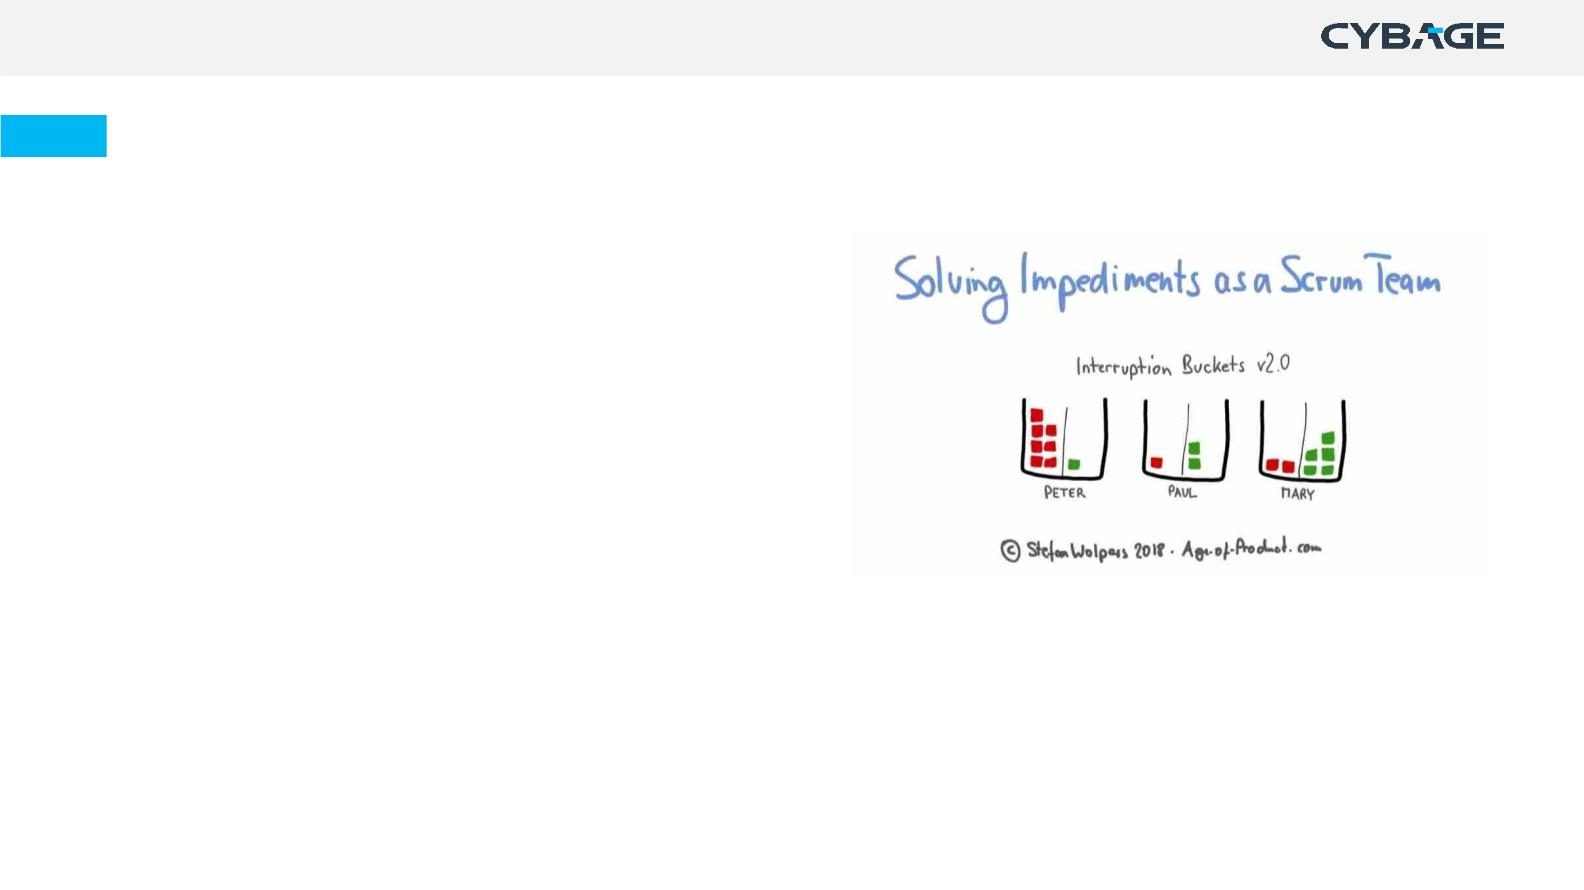 CYBAGE
Solving Impediments as a Scrum Team
Interruption Buckets v2.0
PETER PAUL MARY
© Stefan Wolpers 2018 · Age-of-Product.com